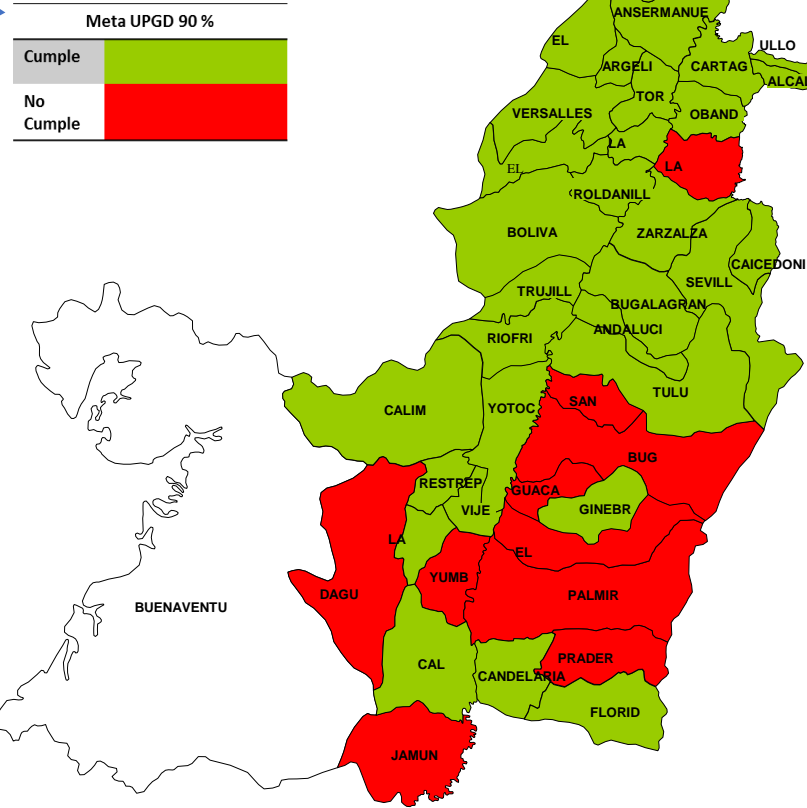 Meta UPGD 90 %
Cumple
No
Cumple
ANSERMANUE
EL
ULLO
ARGELI
CARTAG
ALCAI
TOR
VERSALLES
OBAND
LA
LA
EL
ROLDANILL
BOLIVA
ZARZALZA
CAICEDONI
SEVILL
TRUJILL
BUGALAGRAN
ANDALUCI
RIOFRI
TULU
SAN
CALIM
YOTOC
BUG
RESTREP
GUACA
VIJE
GINEBR
LA
EL
YUMB
DAGU
PALMIR
BUENAVENTU
PRADER
CAL
CANDELARIA
FLORID
JAMUN